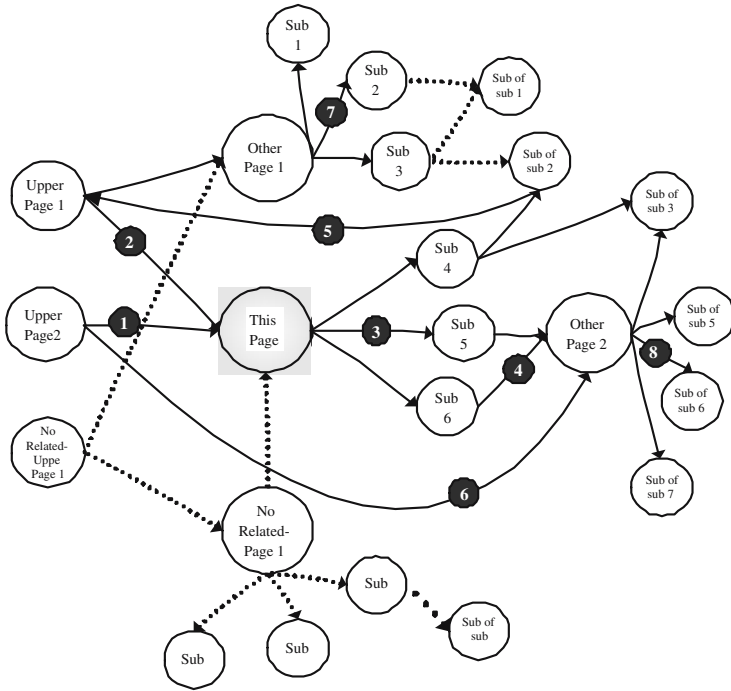 Sub
1
Sub
2
Sub of
sub 1
7
Other
Page 1
Sub
3
Sub of
sub 2
Upper
Page 1
Sub of
sub 3
2
5
Sub
4
Upper
Page2
1
This
Page
3
Sub
5
Other
Page 2
Sub of
sub 5
8
4
Sub
6
Sub of
sub 6
No
Related-
Uppe
Page 1
6
Sub of
sub 7
No
Related-
Page 1
Sub
Sub of
sub
Sub
Sub